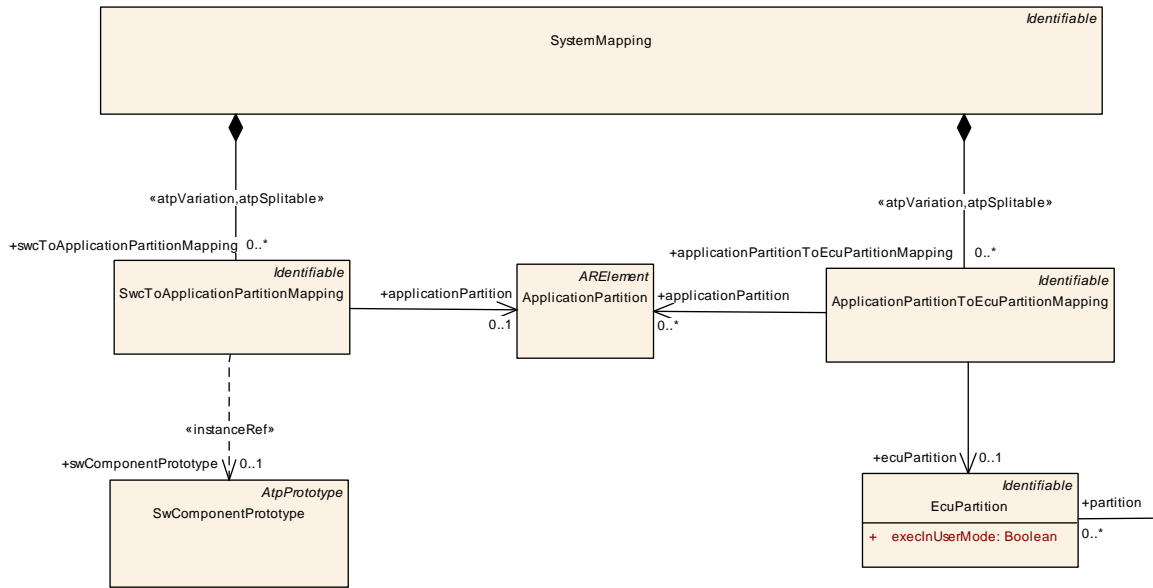 Identifiable
SystemMapping
«atpVariation,atpSplitable»
«atpVariation,atpSplitable»
+swcToApplicationPartitionMapping 0..*
+applicationPartitionToEcuPartitionMapping 0..*
Identifiable
SwcToApplicationPartitionMapping
+applicationPartition
0..1
ARElement
ApplicationPartition
+applicationPartition
0..*
Identifiable
ApplicationPartitionToEcuPartitionMapping
«instanceRef»
+swComponentPrototype 0..1
+ecuPartition 0..1
AtpPrototype
SwComponentPrototype
Identifiable
EcuPartition
+ execInUserMode: Boolean
+partition
0..*